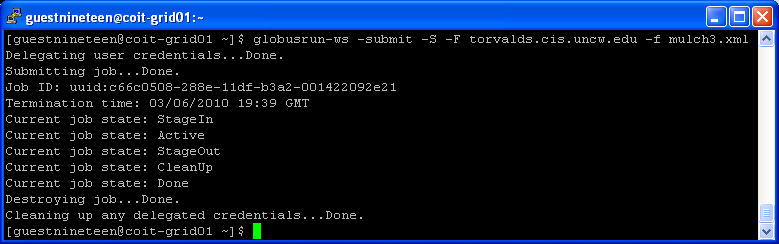 guestnineteen@coit-grid01:~
[guestnineteen@coit-grid01 ~]$ globusrun-ws -submit -S -F torvalds.cis.uncw.edu -f mulch3.xml
Delegating user credentials...Done.
Submitting job...Done.
Job ID: uuid:c66c0508-288e-11df-b3a2-001422092e21
Termination time: 03/06/2010 19:39 GMT
Current job state: StageIn
Current job state: Active
Current job state: StageOut
Current job state: CleanUp
Current job state: Done
Destroying job...Done.
Cleaning up any delegated credentials...Done.
[guestnineteen@coit-grid01 ~]$